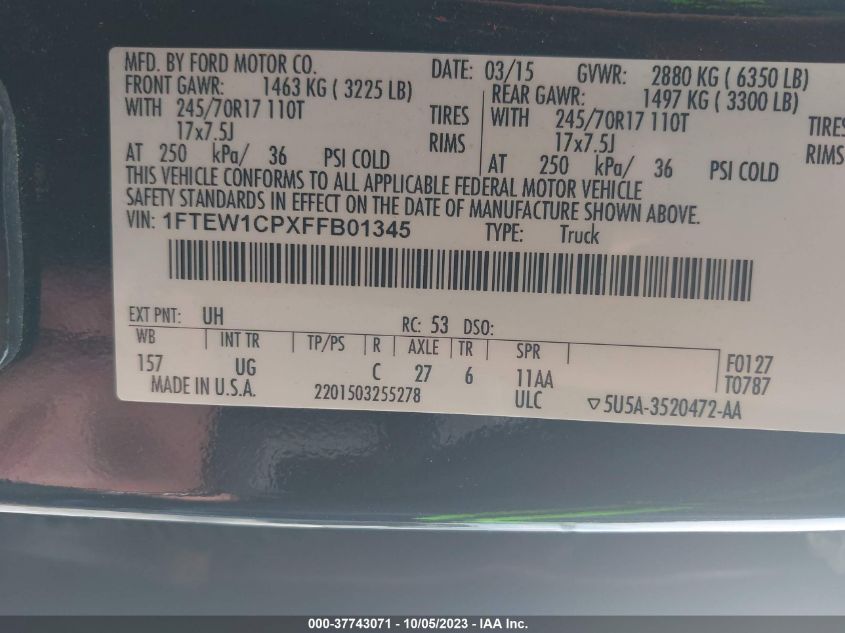 MFD. BY FORD MOTOR CO. DATE: 03/15 GVWR: 2880 KG ( 6350 LB)
FRONT GAWR: 1463 KG ( 3225 LB) REAR GAWR: 1497 KG ( 3300 LB)
WITH 245/70R17 110T TIRES WITH 245/70R17 110T TIRES
17x7.5J RIMS 17x7.5J RIMS
AT 250 kPa/ 36 PSI COLD AT 250 kPa/ 36 PSI COLD
THIS VEHICLE CONFORMS TO ALL APPLICABLE FEDERAL MOTOR VEHICLE
SAFETY STANDARDS IN EFFECT ON THE DATE OF MANUFACTURE SHOWN ABOVE.
VIN: 1FTEW1CPXFFB01345 TYPE: Truck
EXT PNT: UH RC: 53 DSO:
WB INT TR TP/PS R AXLE TR SPR
157 UG C 27 6 11AA F0127
MADE IN U.S.A. 2201503255278 ULC ▽5U5A-3520472-AA T0787
000-37743071 - 10/05/2023 - IAA Inc.